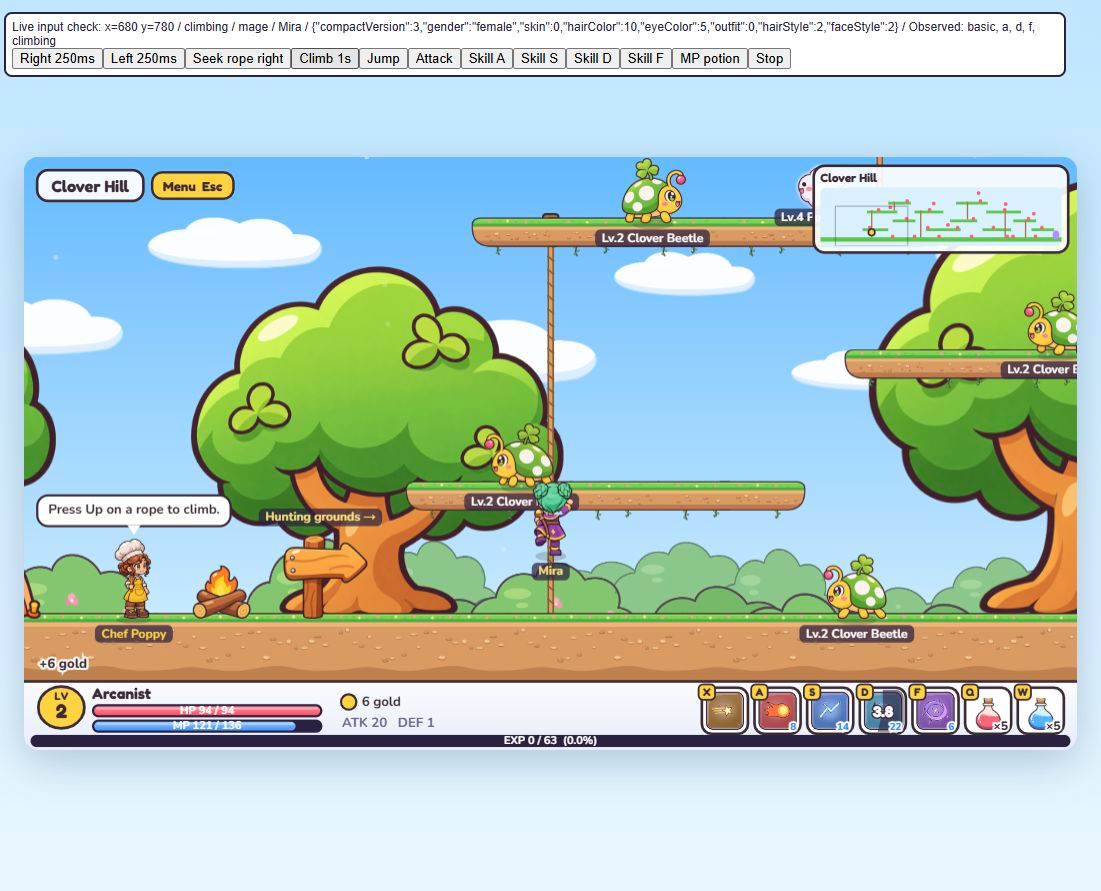 Live input check: x=680 y=780 / climbing / mage / Mira / {"compactVersion":3,"gender":"female","skin":0,"hairColor":10,"eyeColor":5,"outfit":0,"hairStyle":2,"faceStyle":2} / Observed: basic, a, d, f,
climbing
Right 250ms Left 250ms Seek rope right Climb 1s Jump Attack Skill A Skill S Skill D Skill F MP potion Stop
Clover Hill Menu Esc
Clover Hill
Lv.4
Lv.2 Clover Beetle
Lv.2 Clover
Lv.2 Clover
Press Up on a rope to climb.
Hunting grounds →
Mira
Chef Poppy
Lv.2 Clover Beetle
+6 gold
LV
2
Arcanist
HP 94 / 94
MP 121 / 136
6 gold
ATK 20 DEF 1
X
A
8
S
14
D
3.8
22
F
6
Q
×5
W
×5
EXP 0 / 63 (0.0%)